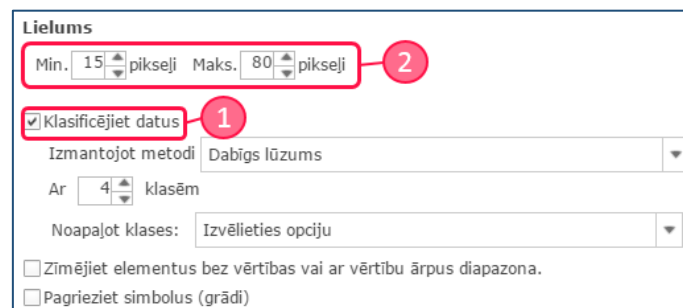 Lielums
Min. 15 pikseļi Maks. 80 pikseļi 2
Klasificējiet datus 1
Izmantojot metodi Dabīgs lūzums
Ar 4 klasēm
Noapaļot klases: Izvēlieties opciju
Zīmējiet elementus bez vērtības vai ar vērtību ārpus diapazona.
Pagrieziet simbolus (grādi)